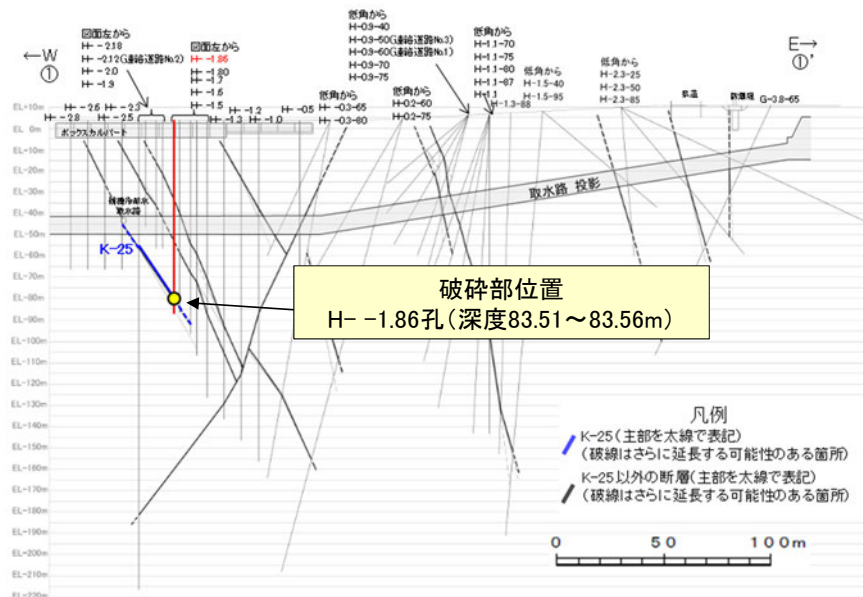 ←W
①
図面左から
H- -2.18
H- -2.12(G連絡道路No.2)
H- -2.0
H- -1.9
図面左から
H- -1.86
H- -1.80
H- -1.7
H- -1.6
H- -1.5
低角から
H-0.9-40
H-0.9-50(G連絡道路No.3)
H-0.9-60(G連絡道路No.1)
H-0.9-70
H-0.9-75
低角から
H-1.1-70
H-1.1-75
H-1.1-80
H-1.1-87
H-1.1
H-1.3-88
低角から
H-1.5-40
H-1.5-95
低角から
H-2.3-25
H-2.3-50
H-2.3-85
G-3.8-65
E→
①'
低角から
H- -0.3-65
H- -0.3-80
低角から
H-0.2-60
H-0.2-75
H- -2.8
H- -2.6
H- -2.5
H- -2.3
H- -1.3
H- -1.2
H- -1.0
H- -0.5
防潮堤
ボックスカルバート
取水路
取水路 投影
K-25
EL+10m
EL 0m
EL-10m
EL-20m
EL-30m
EL-40m
EL-50m
EL-60m
EL-70m
EL-80m
EL-90m
EL-100m
EL-110m
EL-120m
EL-130m
EL-140m
EL-150m
EL-160m
EL-170m
EL-180m
EL-190m
EL-200m
EL-210m
EL-220m
破砕部位置
H- -1.86孔(深度83.51～83.56m)
凡例
K-25(主部を太線で表記)
(破線はさらに延長する可能性のある箇所)
K-25以外の断層(主部を太線で表記)
(破線はさらに延長する可能性のある箇所)
0 50 100m